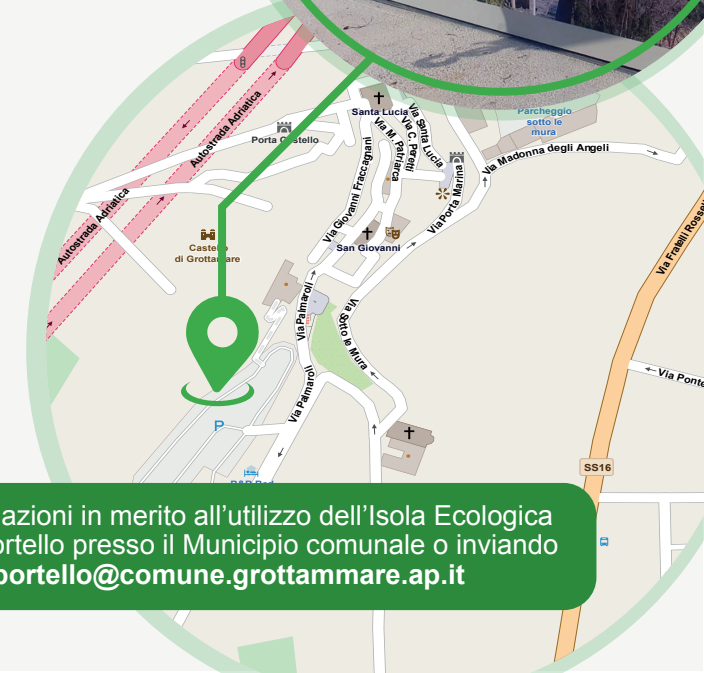 Autostrada Adriatica
Santa Lucia
Via Santa Lucia
Via C. Peretti
Via M. Patriarca
Parcheggio
sotto le
mura
Porta Castello
Via Madonna degli Angeli
Via Giovanni Fraccagnani
Via Porta Marina
Autostrada Adriatica
Castello
di Grottammare
San Giovanni
Via Fratelli Rosse
Via Palmaroli
Via Sotto le Mura
Via Palmaroli
Via Ponte
P
SS16
azioni in merito all'utilizzo dell'Isola Ecologica
ortello presso il Municipio comunale o inviando
portello@comune.grottammare.ap.it